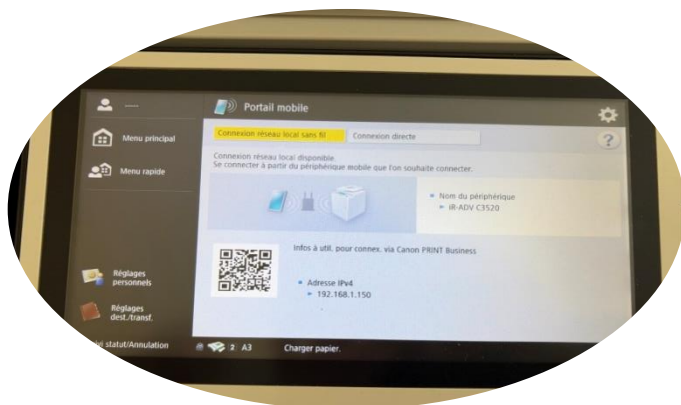 Portail mobile
Menu principal
Menu rapide
Connexion réseau local sans fil
Connexion directe
?
Connexion réseau local disponible.
Se connecter à partir du périphérique mobile que l'on souhaite connecter.
Nom du périphérique
iR-ADV C3520
Infos à util. pour connex. via Canon PRINT Business
Adresse IPv4
192.168.1.150
Réglages
personnels
Réglages
dest./transf.
statut/Annulation
2 A3 Charger papier.